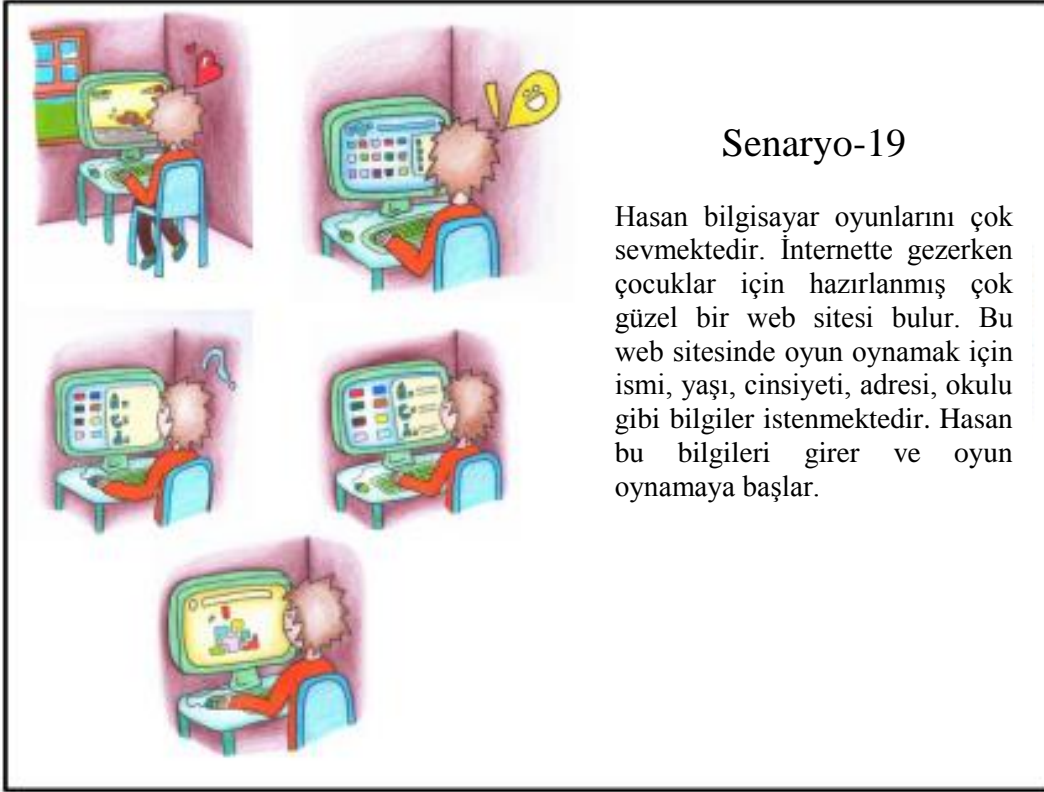 Senaryo-19
Hasan bilgisayar oyunlarını çok
sevmektedir. İnternette gezerken
çocuklar için hazırlanmış çok
güzel bir web sitesi bulur. Bu
web sitesinde oyun oynamak için
ismi, yaşı, cinsiyeti, adresi, okulu
gibi bilgiler istenmektedir. Hasan
bu bilgileri girer ve oyun
oynamaya başlar.